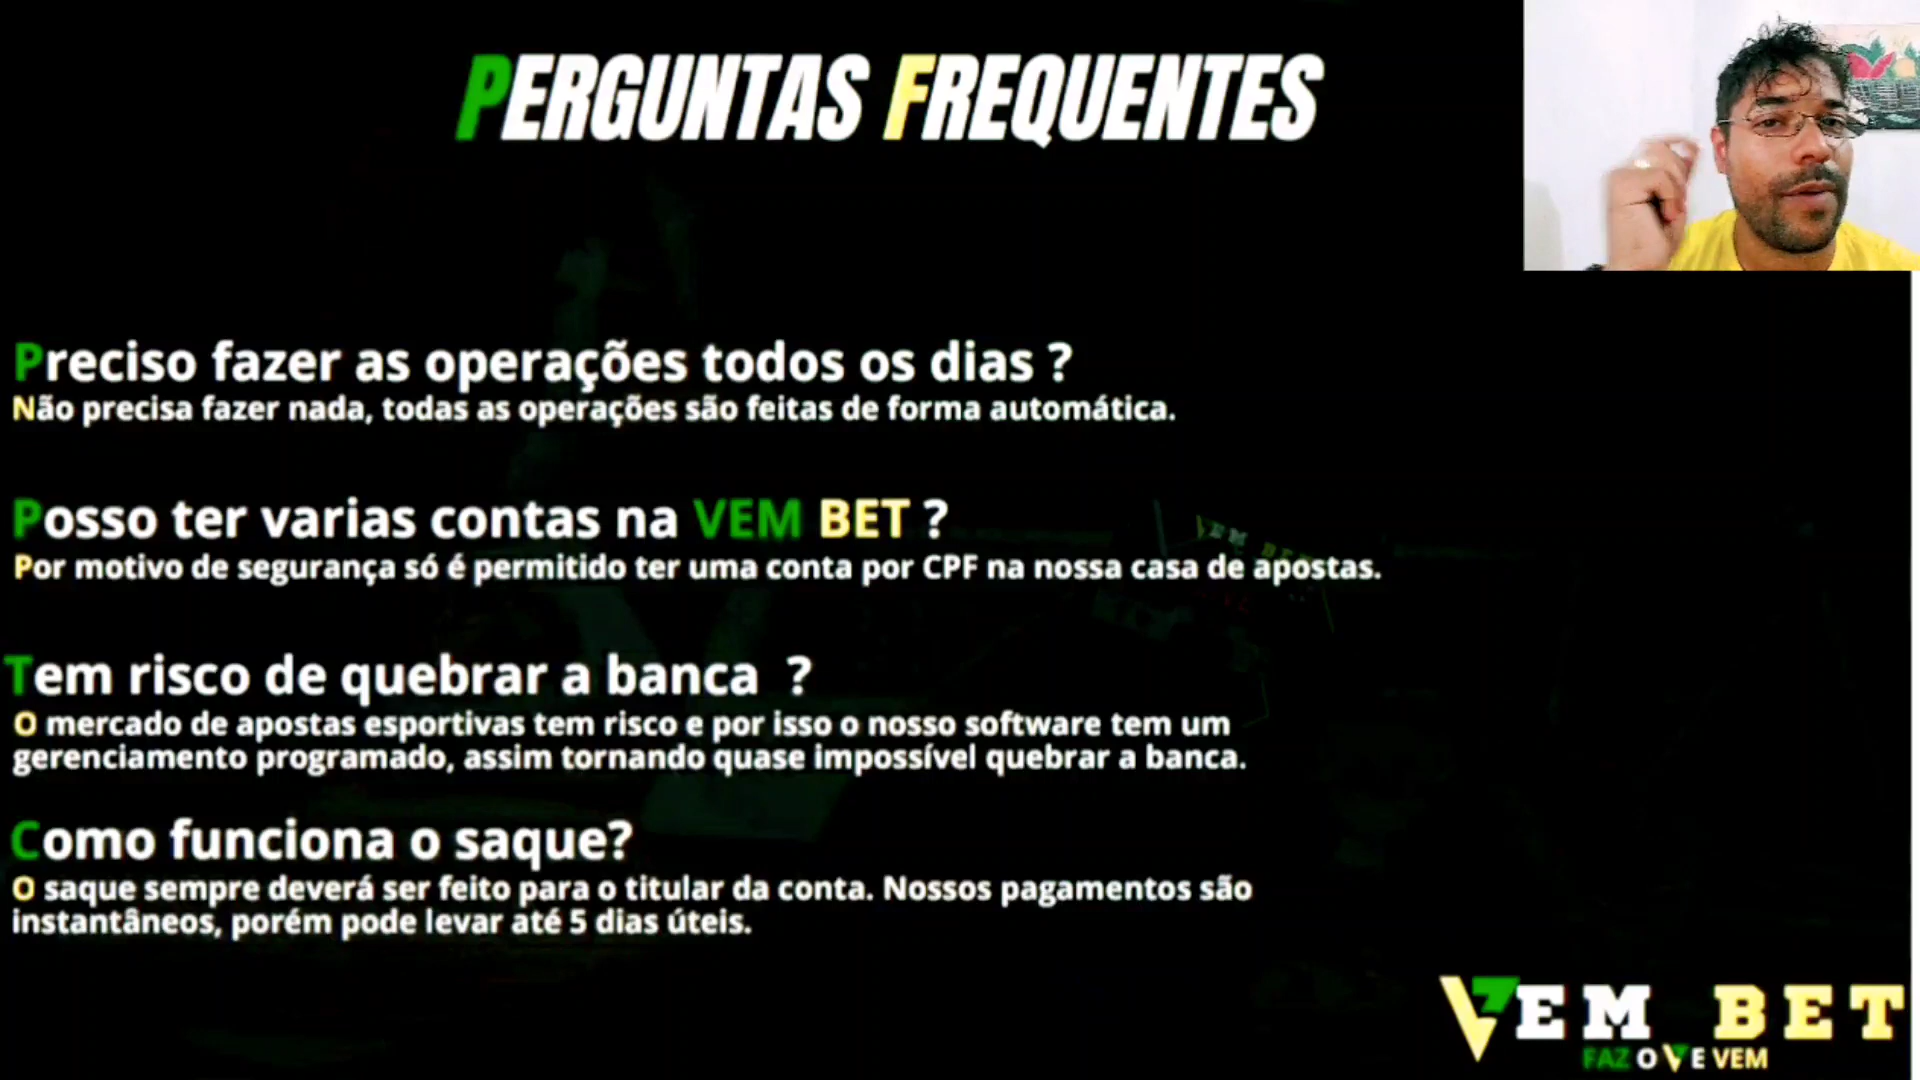 PERGUNTAS FREQUENTES
Preciso fazer as operações todos os dias ?
Não precisa fazer nada, todas as operações são feitas de forma automática.
Posso ter varias contas na VEM BET ?
Por motivo de segurança só é permitido ter uma conta por CPF na nossa casa de apostas.
Tem risco de quebrar a banca ?
O mercado de apostas esportivas tem risco e por isso o nosso software tem um
gerenciamento programado, assim tornando quase impossível quebrar a banca.
Como funciona o saque?
O saque sempre deverá ser feito para o titular da conta. Nossos pagamentos são
instantâneos, porém pode levar até 5 dias úteis.
VEM BET
VEM BET
FAZ O V E VEM